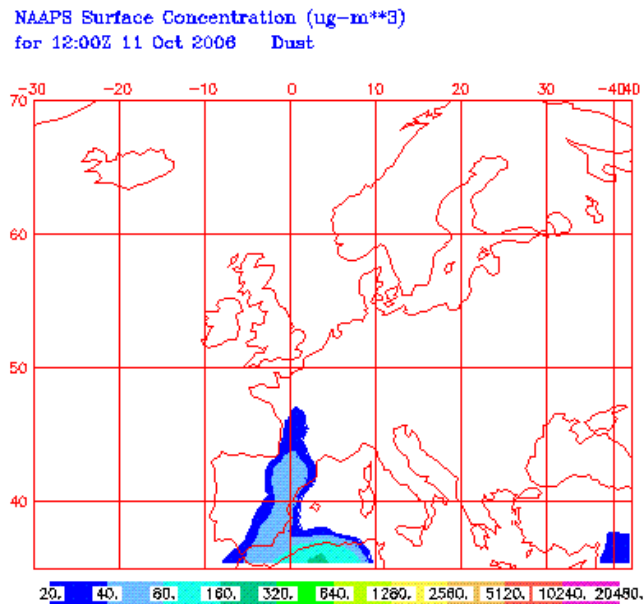 NAAPS Surface Concentration (ug-m**3)
for 12:00Z 11 Oct 2006 Dust
-30 -20 -10 0 10 20 30 -4040
70
60
50
40
20. 40. 80. 160. 320. 640. 1280. 2560. 5120. 10240. 20480.